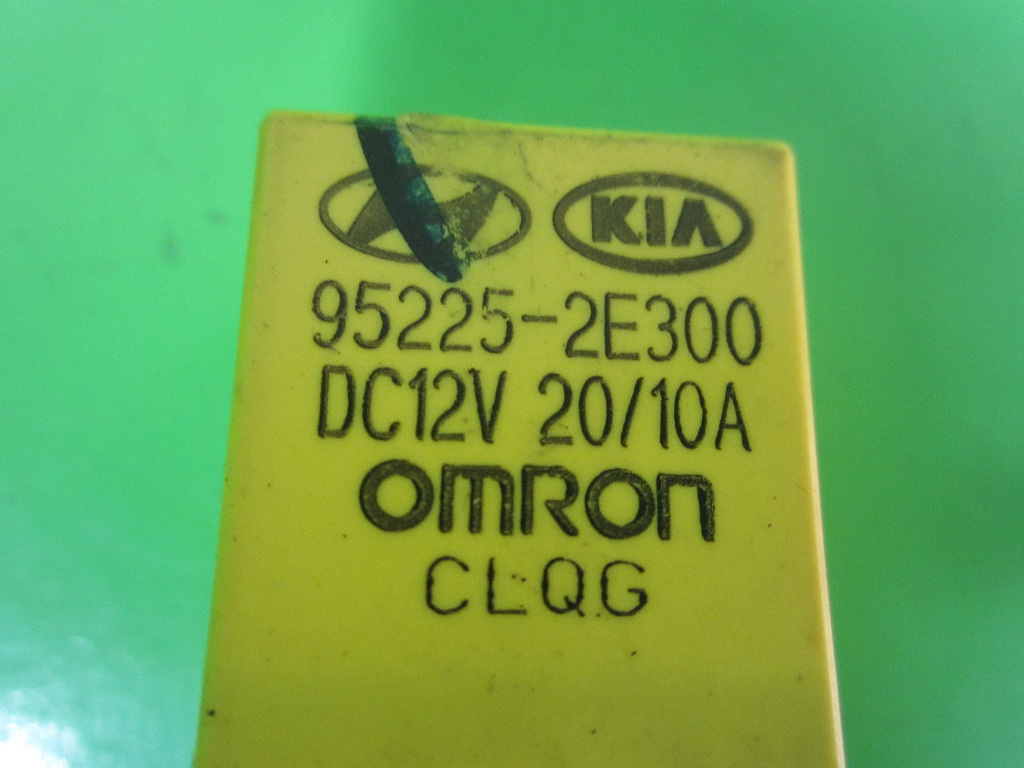 KIA
95225-2E300
DC12V 20/10A
omron
CLQG